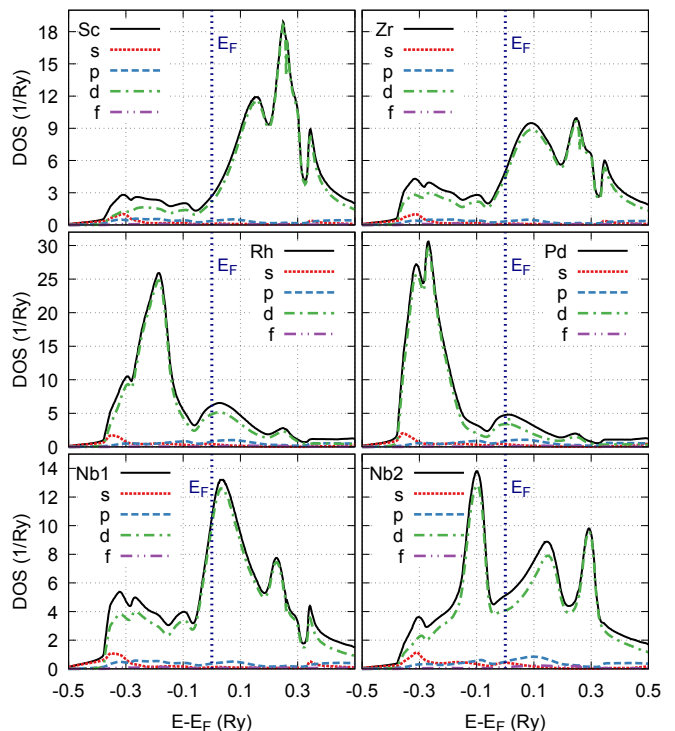 DOS (1/Ry)
18
15
12
9
6
3
0
Sc
s
p
d
f
E_F
Zr
s
p
d
f
E_F
DOS (1/Ry)
30
25
20
15
10
5
0
Rh
s
p
d
f
E_F
Pd
s
p
d
f
E_F
DOS (1/Ry)
14
12
10
8
6
4
2
0
Nb1
s
p
d
f
E_F
Nb2
s
p
d
f
E_F
-0.5 -0.3 -0.1 0.1 0.3 -0.5 -0.3 -0.1 0.1 0.3 0.5
E-E_F (Ry) E-E_F (Ry)